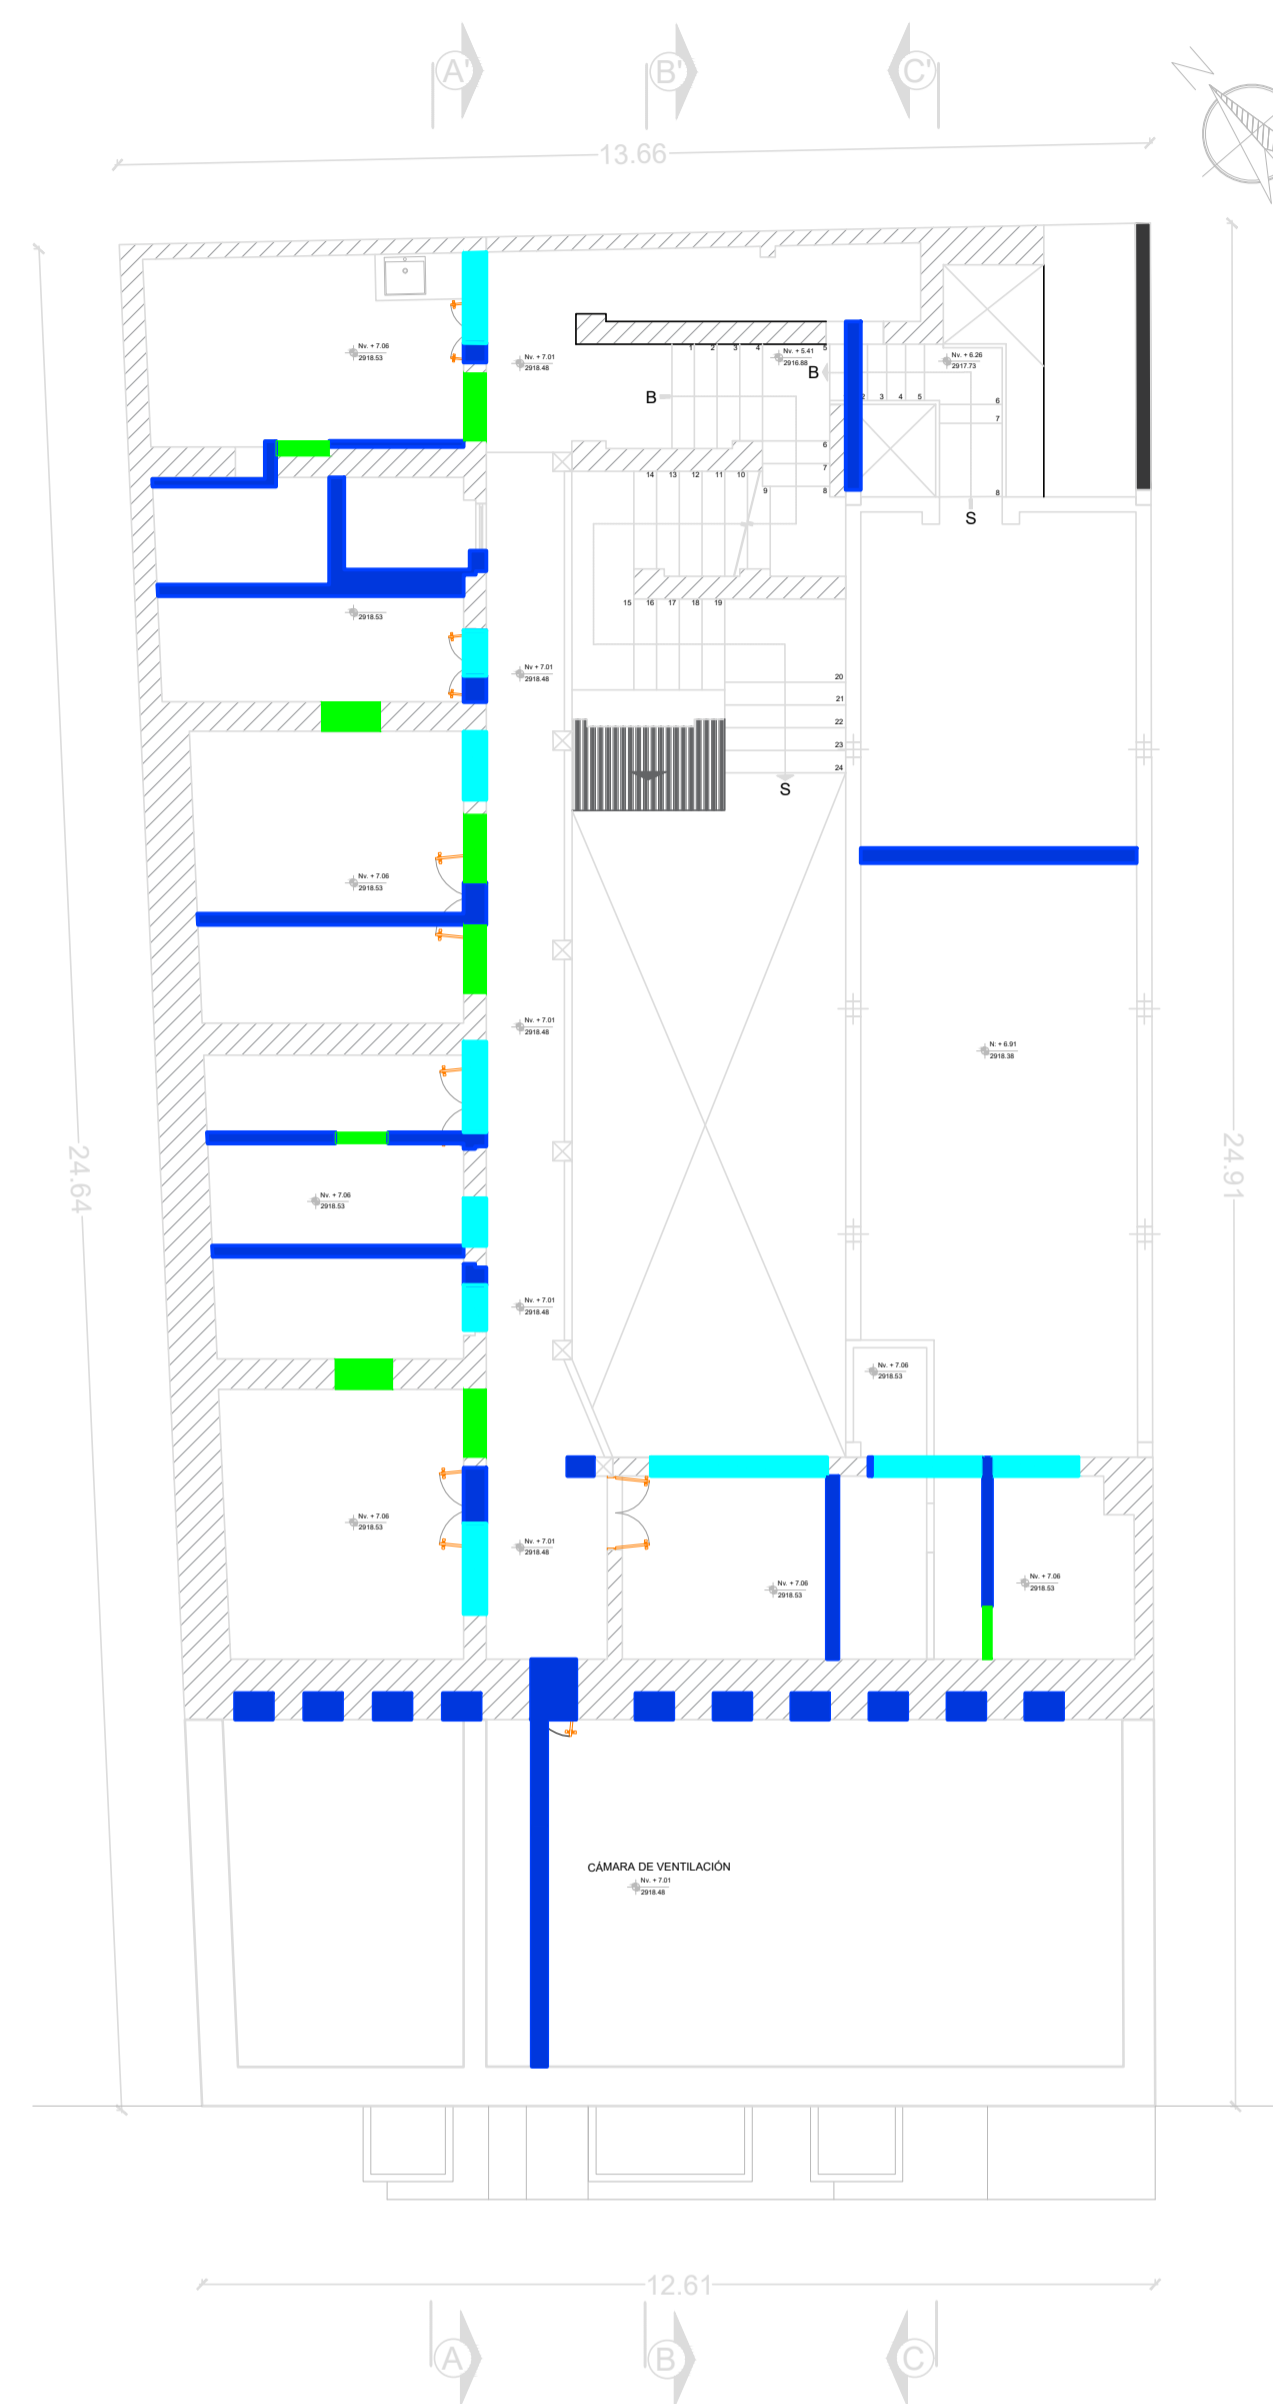 A' B' C'
13.66
Nv. + 7.06
2918.53
Nv. + 7.01
2918.48
1 2 3 4 5
Nv. + 5.41
2916.88
Nv. + 6.26
2917.73
B
B
2 3 4 5
6
7
8
S
6
7
8
14 13 12 11 10
9
15 16 17 18 19
Nv. + 7.06
2918.53
Nv + 7.01
2918.48
20
21
22
23
24
S
Nv. + 7.06
2918.53
Nv. + 7.01
2918.48
N: + 6.91
2918.38
24.64
24.91
Nv. + 7.06
2918.53
Nv. + 7.01
2918.48
Nv. + 7.06
2918.53
Nv. + 7.06
2918.53
Nv. + 7.01
2918.48
Nv. + 7.06
2918.53
Nv. + 7.06
2918.53
CÁMARA DE VENTILACIÓN
Nv. + 7.01
2918.48
12.61
A B C